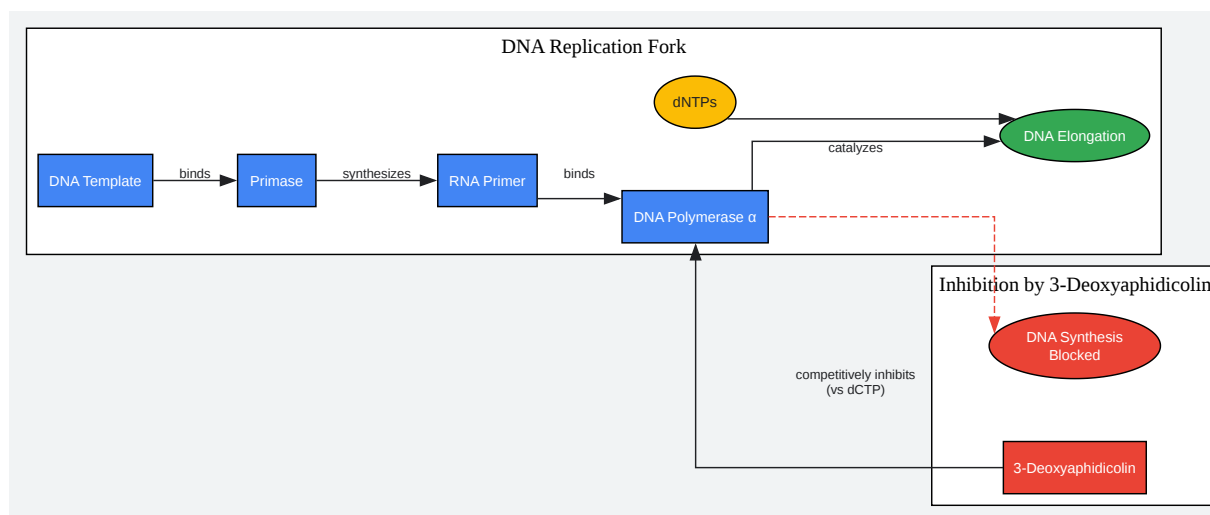 DNA Replication Fork
dNTPs
DNA Elongation
catalyzes
DNA Template
binds
Primase
synthesizes
RNA Primer
binds
DNA Polymerase α
Inhibition by 3-Deoxyaphidicolin
DNA Synthesis
Blocked
competitively inhibits
(vs dCTP)
3-Deoxyaphidicolin